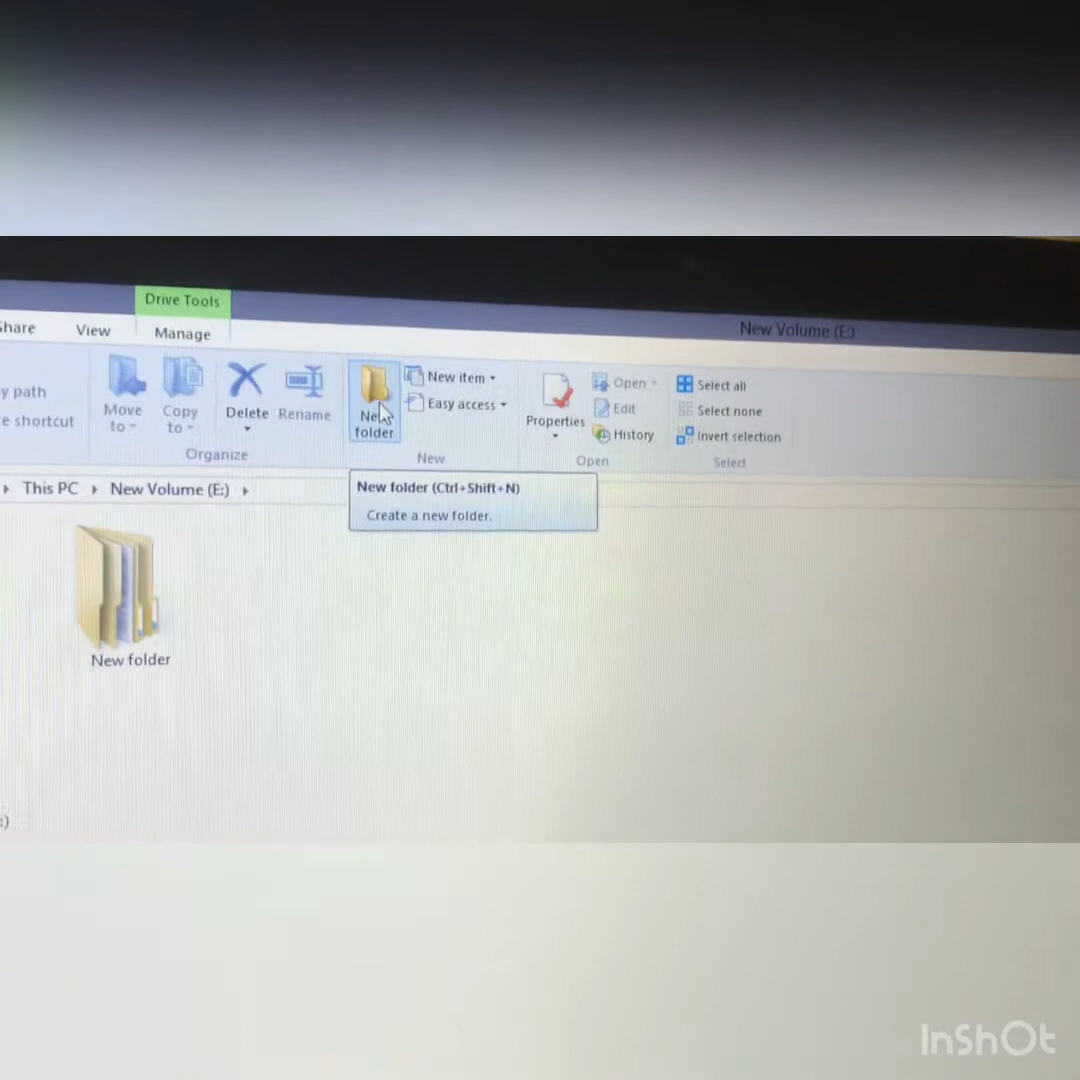 Drive Tools
New Volume (E:)
Share
View
Manage
y path
e shortcut
Move to
Copy to
Delete
Rename
Organize
New folder
New item
Easy access
New
Properties
Open
Edit
History
Open
Select all
Select none
Invert selection
Select
This PC
New Volume (E:)
New folder (Ctrl+Shift+N)
Create a new folder.
New folder
:)
InShOt